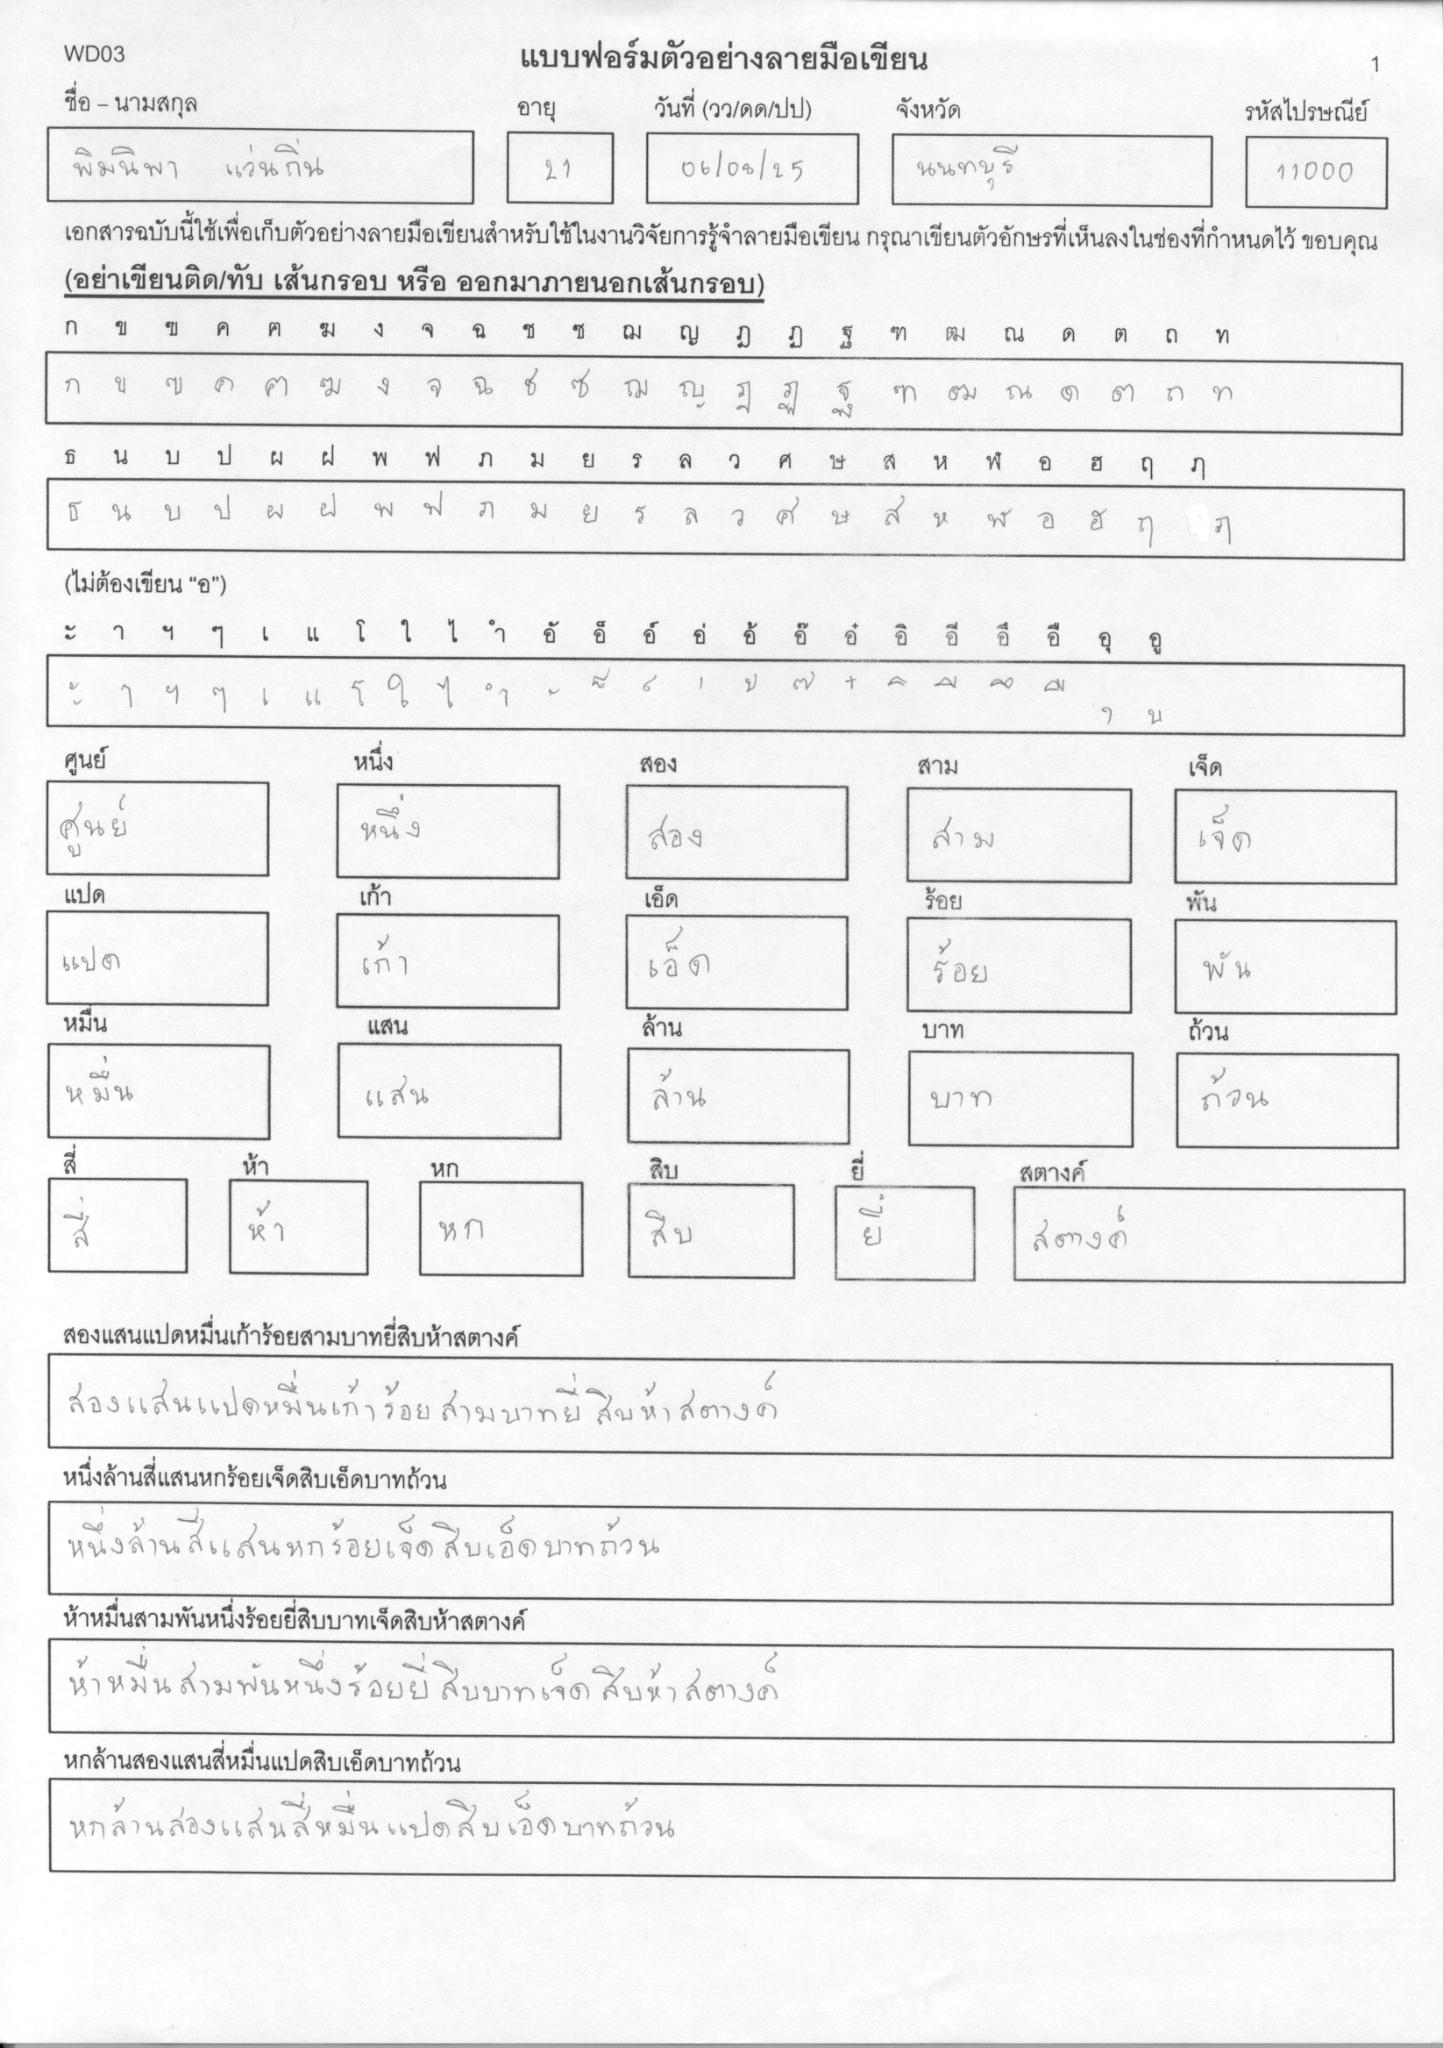 WD03 แบบฟอร์มตัวอย่างลายมือเขียน 1
ชื่อ – นามสกุล อายุ วันที่ (วว/ดด/ปป) จังหวัด รหัสไปรษณีย์
พิมนิพา แว่นถิ่น 21 06/08/25 นนทบุรี 11000
เอกสารฉบับนี้ใช้เพื่อเก็บตัวอย่างลายมือเขียนสำหรับใช้ในงานวิจัยการรู้จำลายมือเขียน กรุณาเขียนตัวอักษรที่เห็นลงในช่องที่กำหนดไว้ ขอบคุณ
(อย่าเขียนติด/ทับ เส้นกรอบ หรือ ออกมาภายนอกเส้นกรอบ)
ก ข ฃ ค ฅ ฆ ง จ ฉ ช ซ ฌ ญ ฎ ฏ ฐ ฑ ฒ ณ ด ต ถ ท
ก ข ฃ ค ฅ ฆ ง จ ฉ ช ซ ฌ ญ ฎ ฏ ฐ ฑ ฒ ณ ด ต ถ ท
ธ น บ ป ผ ฝ พ ฟ ภ ม ย ร ล ว ศ ษ ส ห ฬ อ ฮ ฤ ฦ
ธ น บ ป ผ ฝ พ ฟ ภ ม ย ร ล ว ศ ษ ส ห ฬ อ ฮ ฤ ฦ
(ไม่ต้องเขียน “อ”)
ะ า ฯ ๆ เ แ โ ใ ไ ำ อั อ็ อ์ อ่ อ้ อ๊ อ๋ อิ อี อึ อื อุ อู
ะ า ฯ ๆ เ แ โ ใ ไ ำ ั ็ ์ ่ ้ ๊ ๋ ิ ี ึ ื ุ ู
ศูนย์ หนึ่ง สอง สาม เจ็ด
ศูนย์ หนึ่ง สอง สาม เจ็ด
แปด เก้า เอ็ด ร้อย พัน
แปด เก้า เอ็ด ร้อย พัน
หมื่น แสน ล้าน บาท ถ้วน
หมื่น แสน ล้าน บาท ถ้วน
สี่ ห้า หก สิบ ยี่ สตางค์
สี่ ห้า หก สิบ ยี่ สตางค์
สองแสนแปดหมื่นเก้าร้อยสามบาทยี่สิบห้าสตางค์
สองแสนแปดหมื่นเก้าร้อยสามบาทยี่สิบห้าสตางค์
หนึ่งล้านสี่แสนหกร้อยเจ็ดสิบเอ็ดบาทถ้วน
หนึ่งล้านสี่แสนหกร้อยเจ็ดสิบเอ็ดบาทถ้วน
ห้าหมื่นสามพันหนึ่งร้อยยี่สิบบาทเจ็ดสิบห้าสตางค์
ห้าหมื่นสามพันหนึ่งร้อยยี่สิบบาทเจ็ดสิบห้าสตางค์
หกล้านสองแสนสี่หมื่นแปดสิบเอ็ดบาทถ้วน
หกล้านสองแสนสี่หมื่นแปดสิบเอ็ดบาทถ้วน